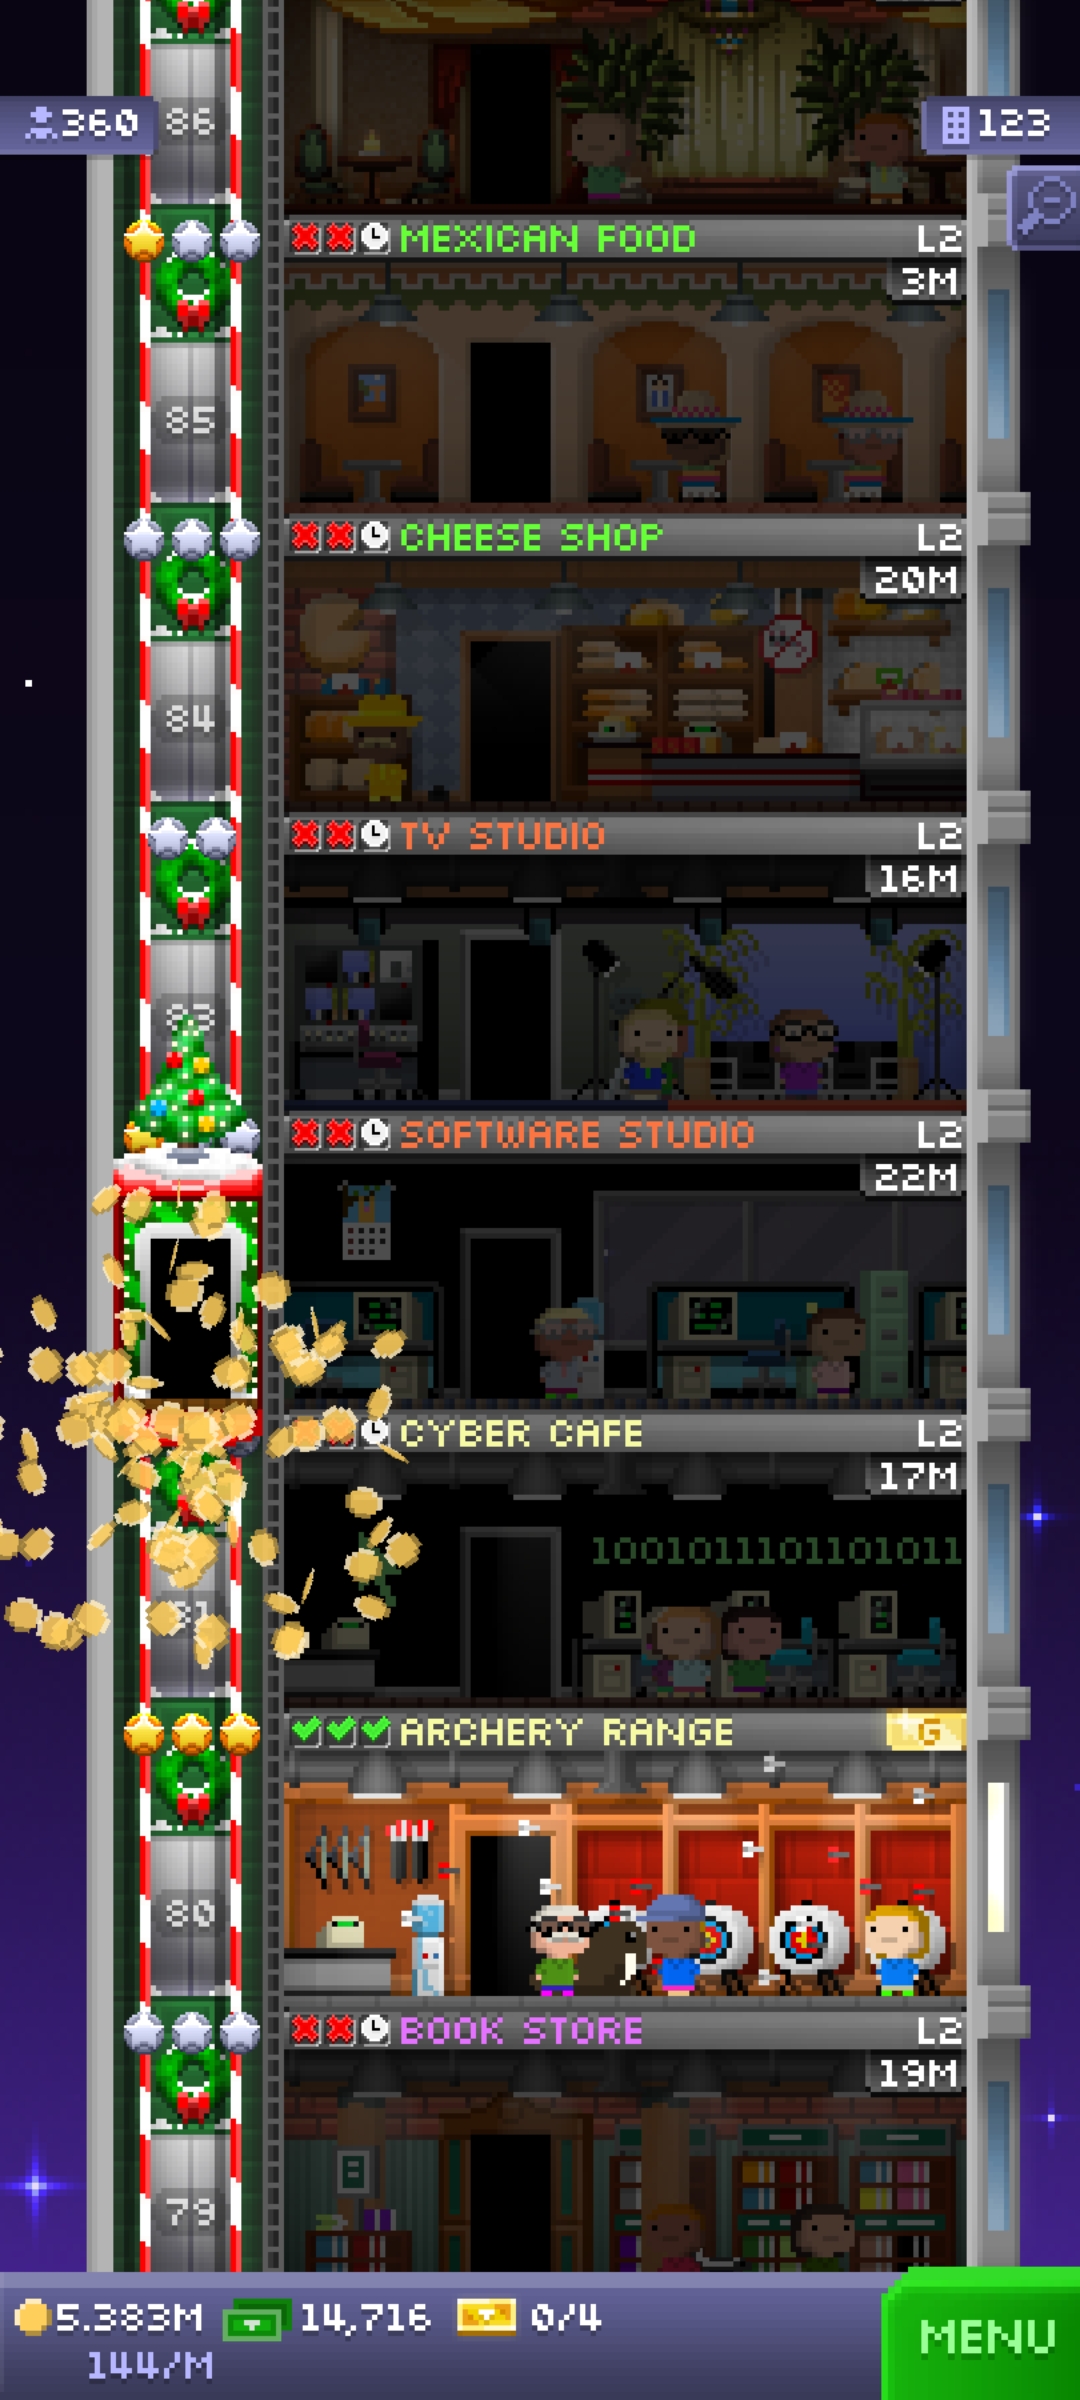 86
360
123
MEXICAN FOOD L2
3M
85
CHEESE SHOP L2
20M
84
TV STUDIO L2
16M
83
SOFTWARE STUDIO L2
22M
CYBER CAFE L2
17M
1001011101101011
81
ARCHERY RANGE G
80
BOOK STORE L2
19M
79
5.383M 14,716 0/4
144/M
MENU